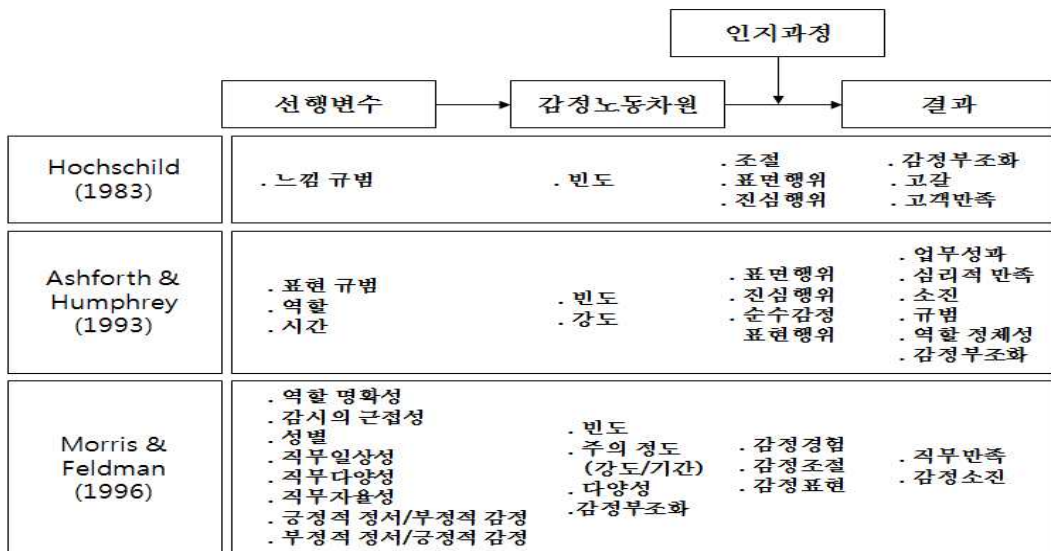 인지과정
선행변수
감정노동차원
결과
Hochschild
(1983)
. 느낌 규범
. 빈도
. 조절
. 표면행위
. 진심행위
. 감정부조화
. 고갈
. 고객만족
Ashforth &
Humphrey
(1993)
. 표현 규범
. 역할
. 시간
. 빈도
. 강도
. 표면행위
. 진심행위
. 순수감정
표현행위
. 업무성과
. 심리적 만족
. 소진
. 규범
. 역할 정체성
. 감정부조화
Morris &
Feldman
(1996)
. 역할 명확성
. 감시의 근접성
. 성별
. 직무일상성
. 직무다양성
. 직무자율성
. 긍정적 정서/부정적 감정
. 부정적 정서/긍정적 감정
. 빈도
. 주의 정도
(강도/기간)
. 다양성
.감정부조화
. 감정경험
. 감정조절
. 감정표현
. 직무만족
. 감정소진